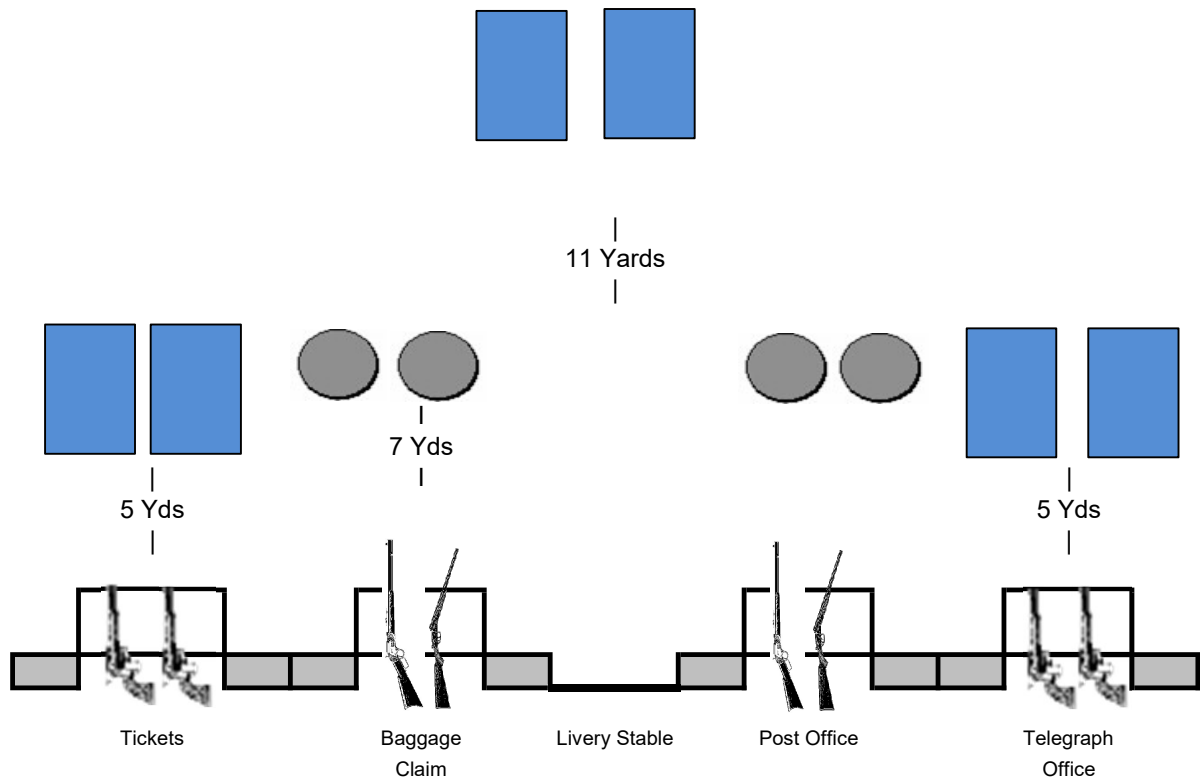 11 Yards
7 Yds
5 Yds
5 Yds
Tickets
Baggage
Claim
Livery Stable
Post Office
Telegraph
Office